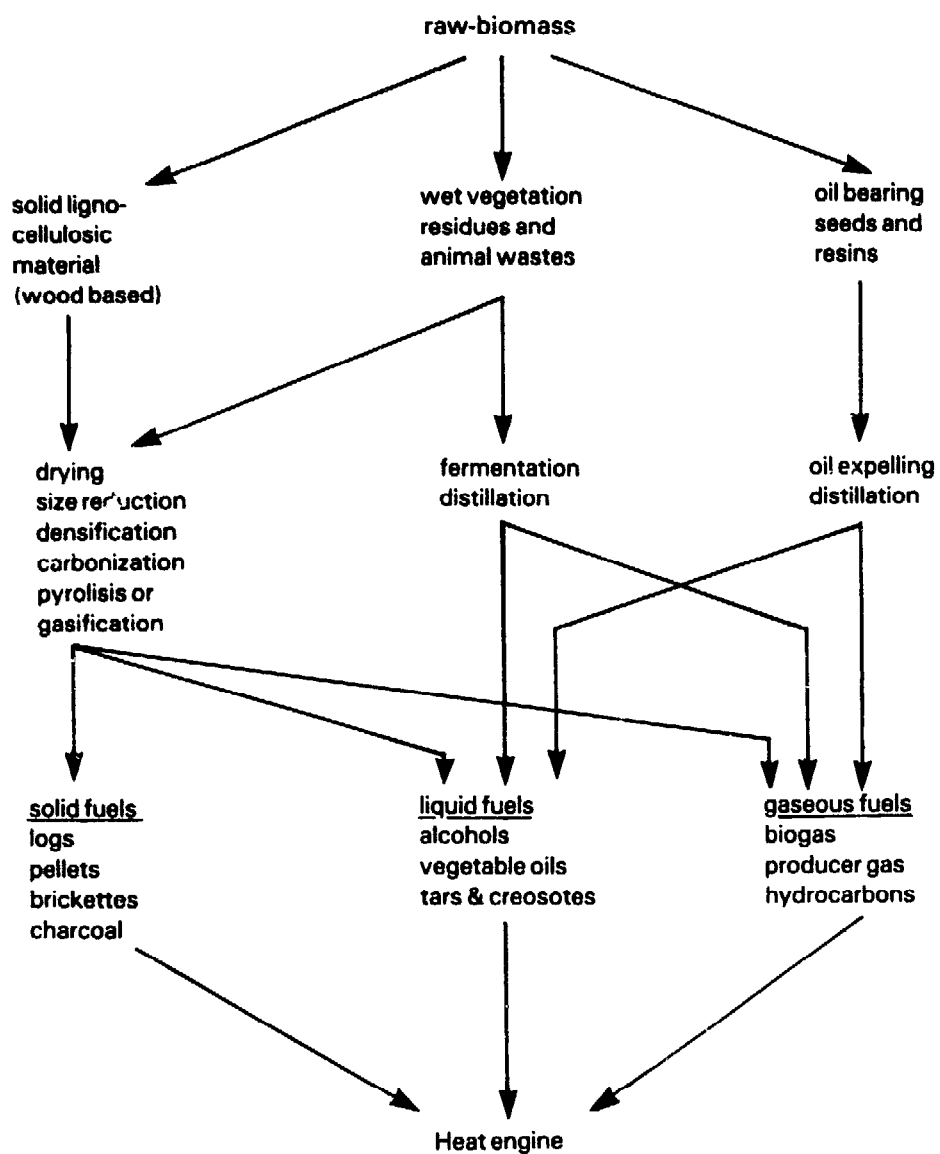 raw-biomass
solid ligno-
cellulosic
material
(wood based)
wet vegetation
residues and
animal wastes
oil bearing
seeds and
resins
drying
size reduction
densification
carbonization
pyrolisis or
gasification
fermentation
distillation
oil expelling
distillation
solid fuels
logs
pellets
brickettes
charcoal
liquid fuels
alcohols
vegetable oils
tars & creosotes
gaseous fuels
biogas
producer gas
hydrocarbons
Heat engine